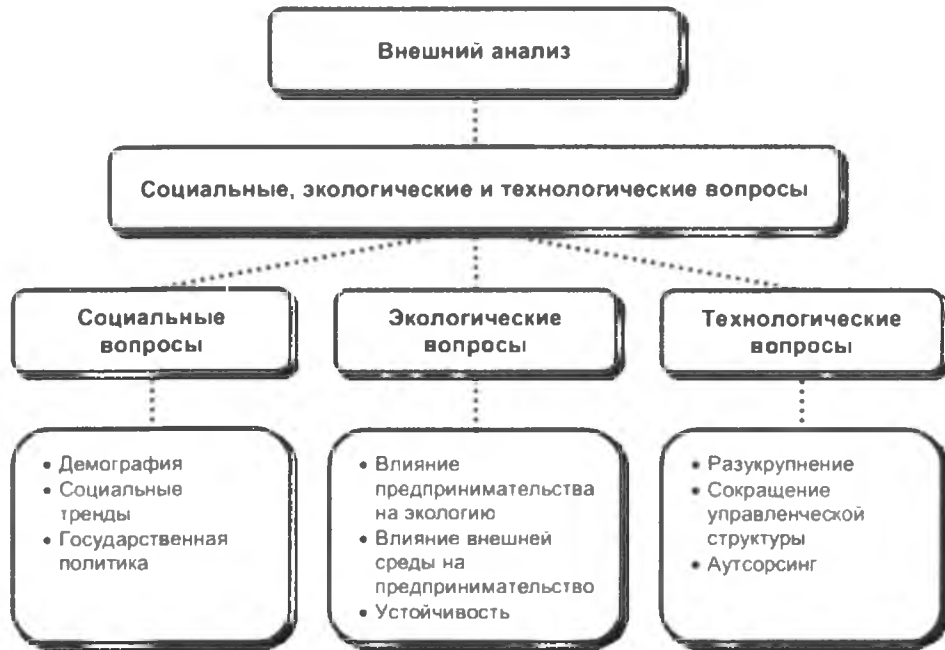 Внешний анализ
Социальные, экологические и технологические вопросы
Социальные
вопросы
Экологические
вопросы
Технологические
вопросы
• Демография
• Социальные
тренды
• Государственная
политика
• Влияние
предпринимательства
на экологию
• Влияние внешней
среды на
предпринимательство
• Устойчивость
• Разукрупнение
• Сокращение
управленческой
структуры
• Аутсорсинг